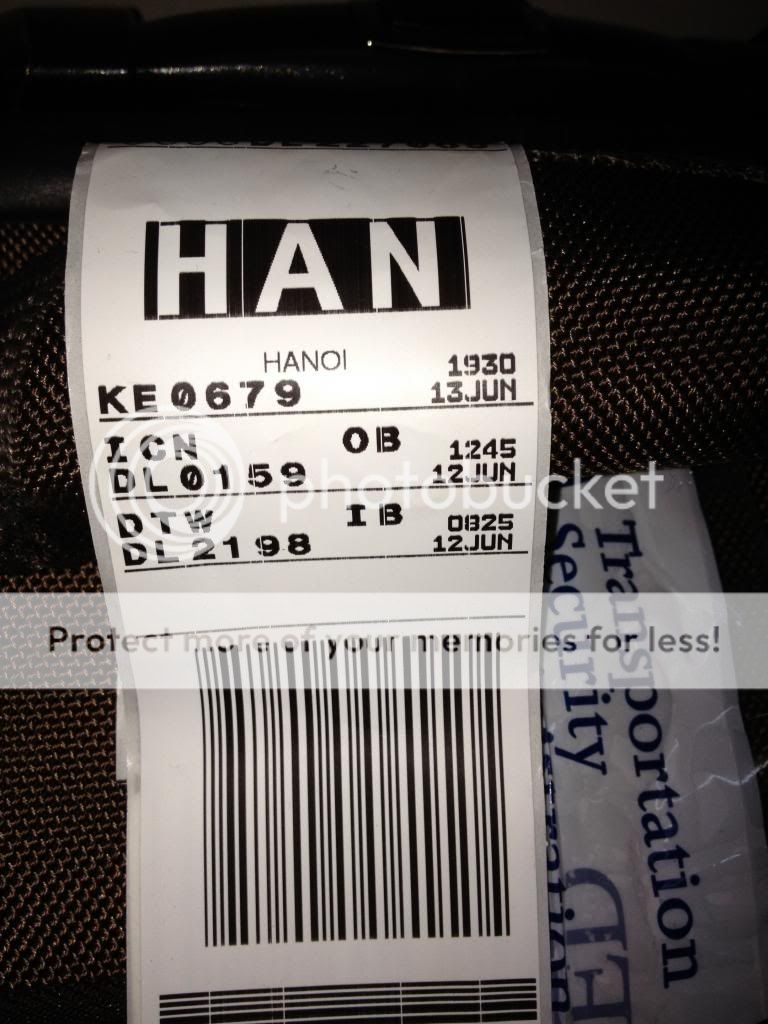 HAN
HANOI 1930
KE0679 13JUN
ICN OB 1245
DL0159 12JUN
DTW IB 0825
DL2198 12JUN
photobucket
Protect more of your memories for less!
Transportation
Security